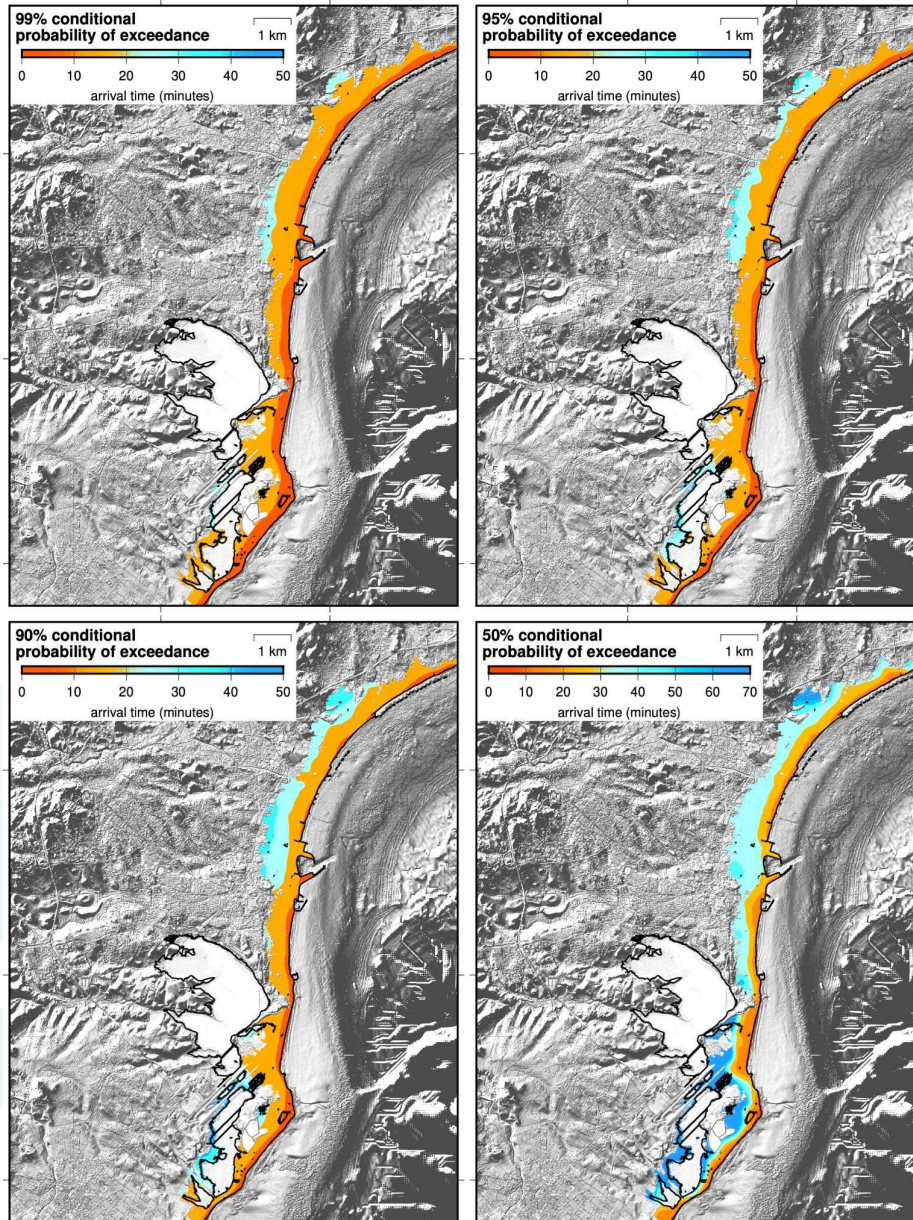 99% conditional
probability of exceedance
1 km
0 10 20 30 40 50
arrival time (minutes)
95% conditional
probability of exceedance
1 km
0 10 20 30 40 50
arrival time (minutes)
90% conditional
probability of exceedance
1 km
0 10 20 30 40 50
arrival time (minutes)
50% conditional
probability of exceedance
1 km
0 10 20 30 40 50 60 70
arrival time (minutes)